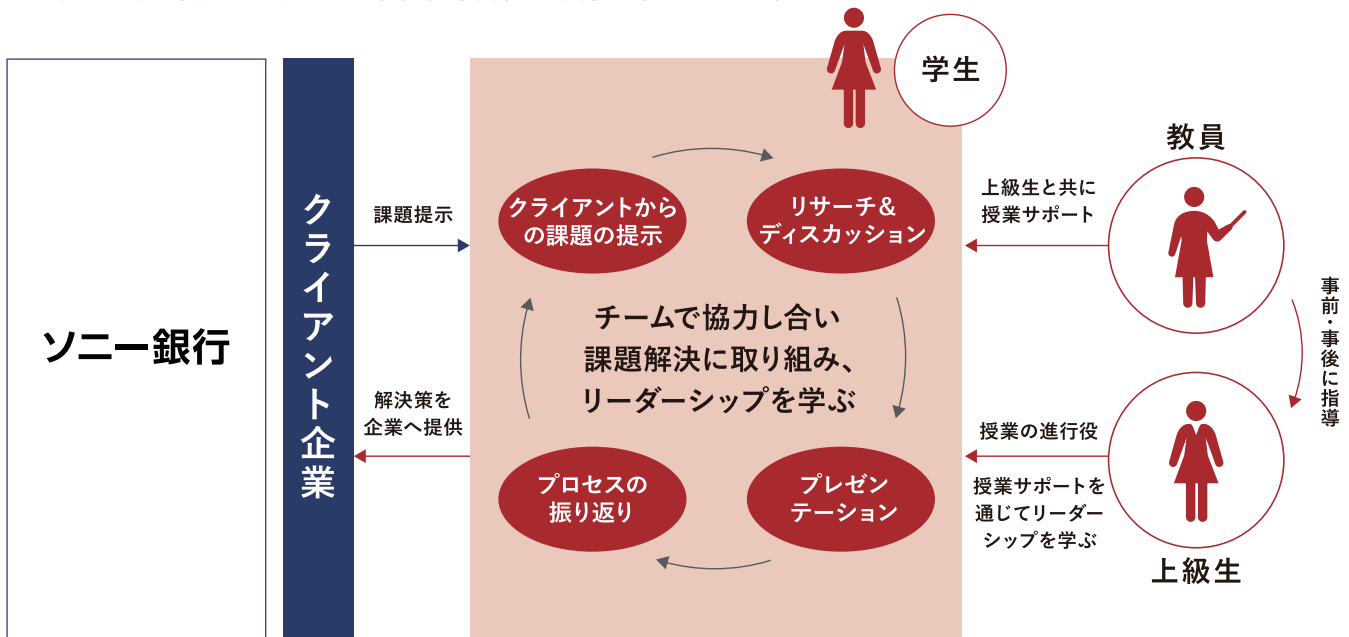 学生
ソニー銀行
クライアント企業
課題提示
解決策を
企業へ提供
クライアントから
の課題の提示
リサーチ＆
ディスカッション
チームで協力し合い
課題解決に取り組み、
リーダーシップを学ぶ
プロセスの
振り返り
プレゼン
テーション
上級生と共に
授業サポート
授業の進行役
授業サポートを
通じてリーダー
シップを学ぶ
教員
事前・事後に指導
上級生